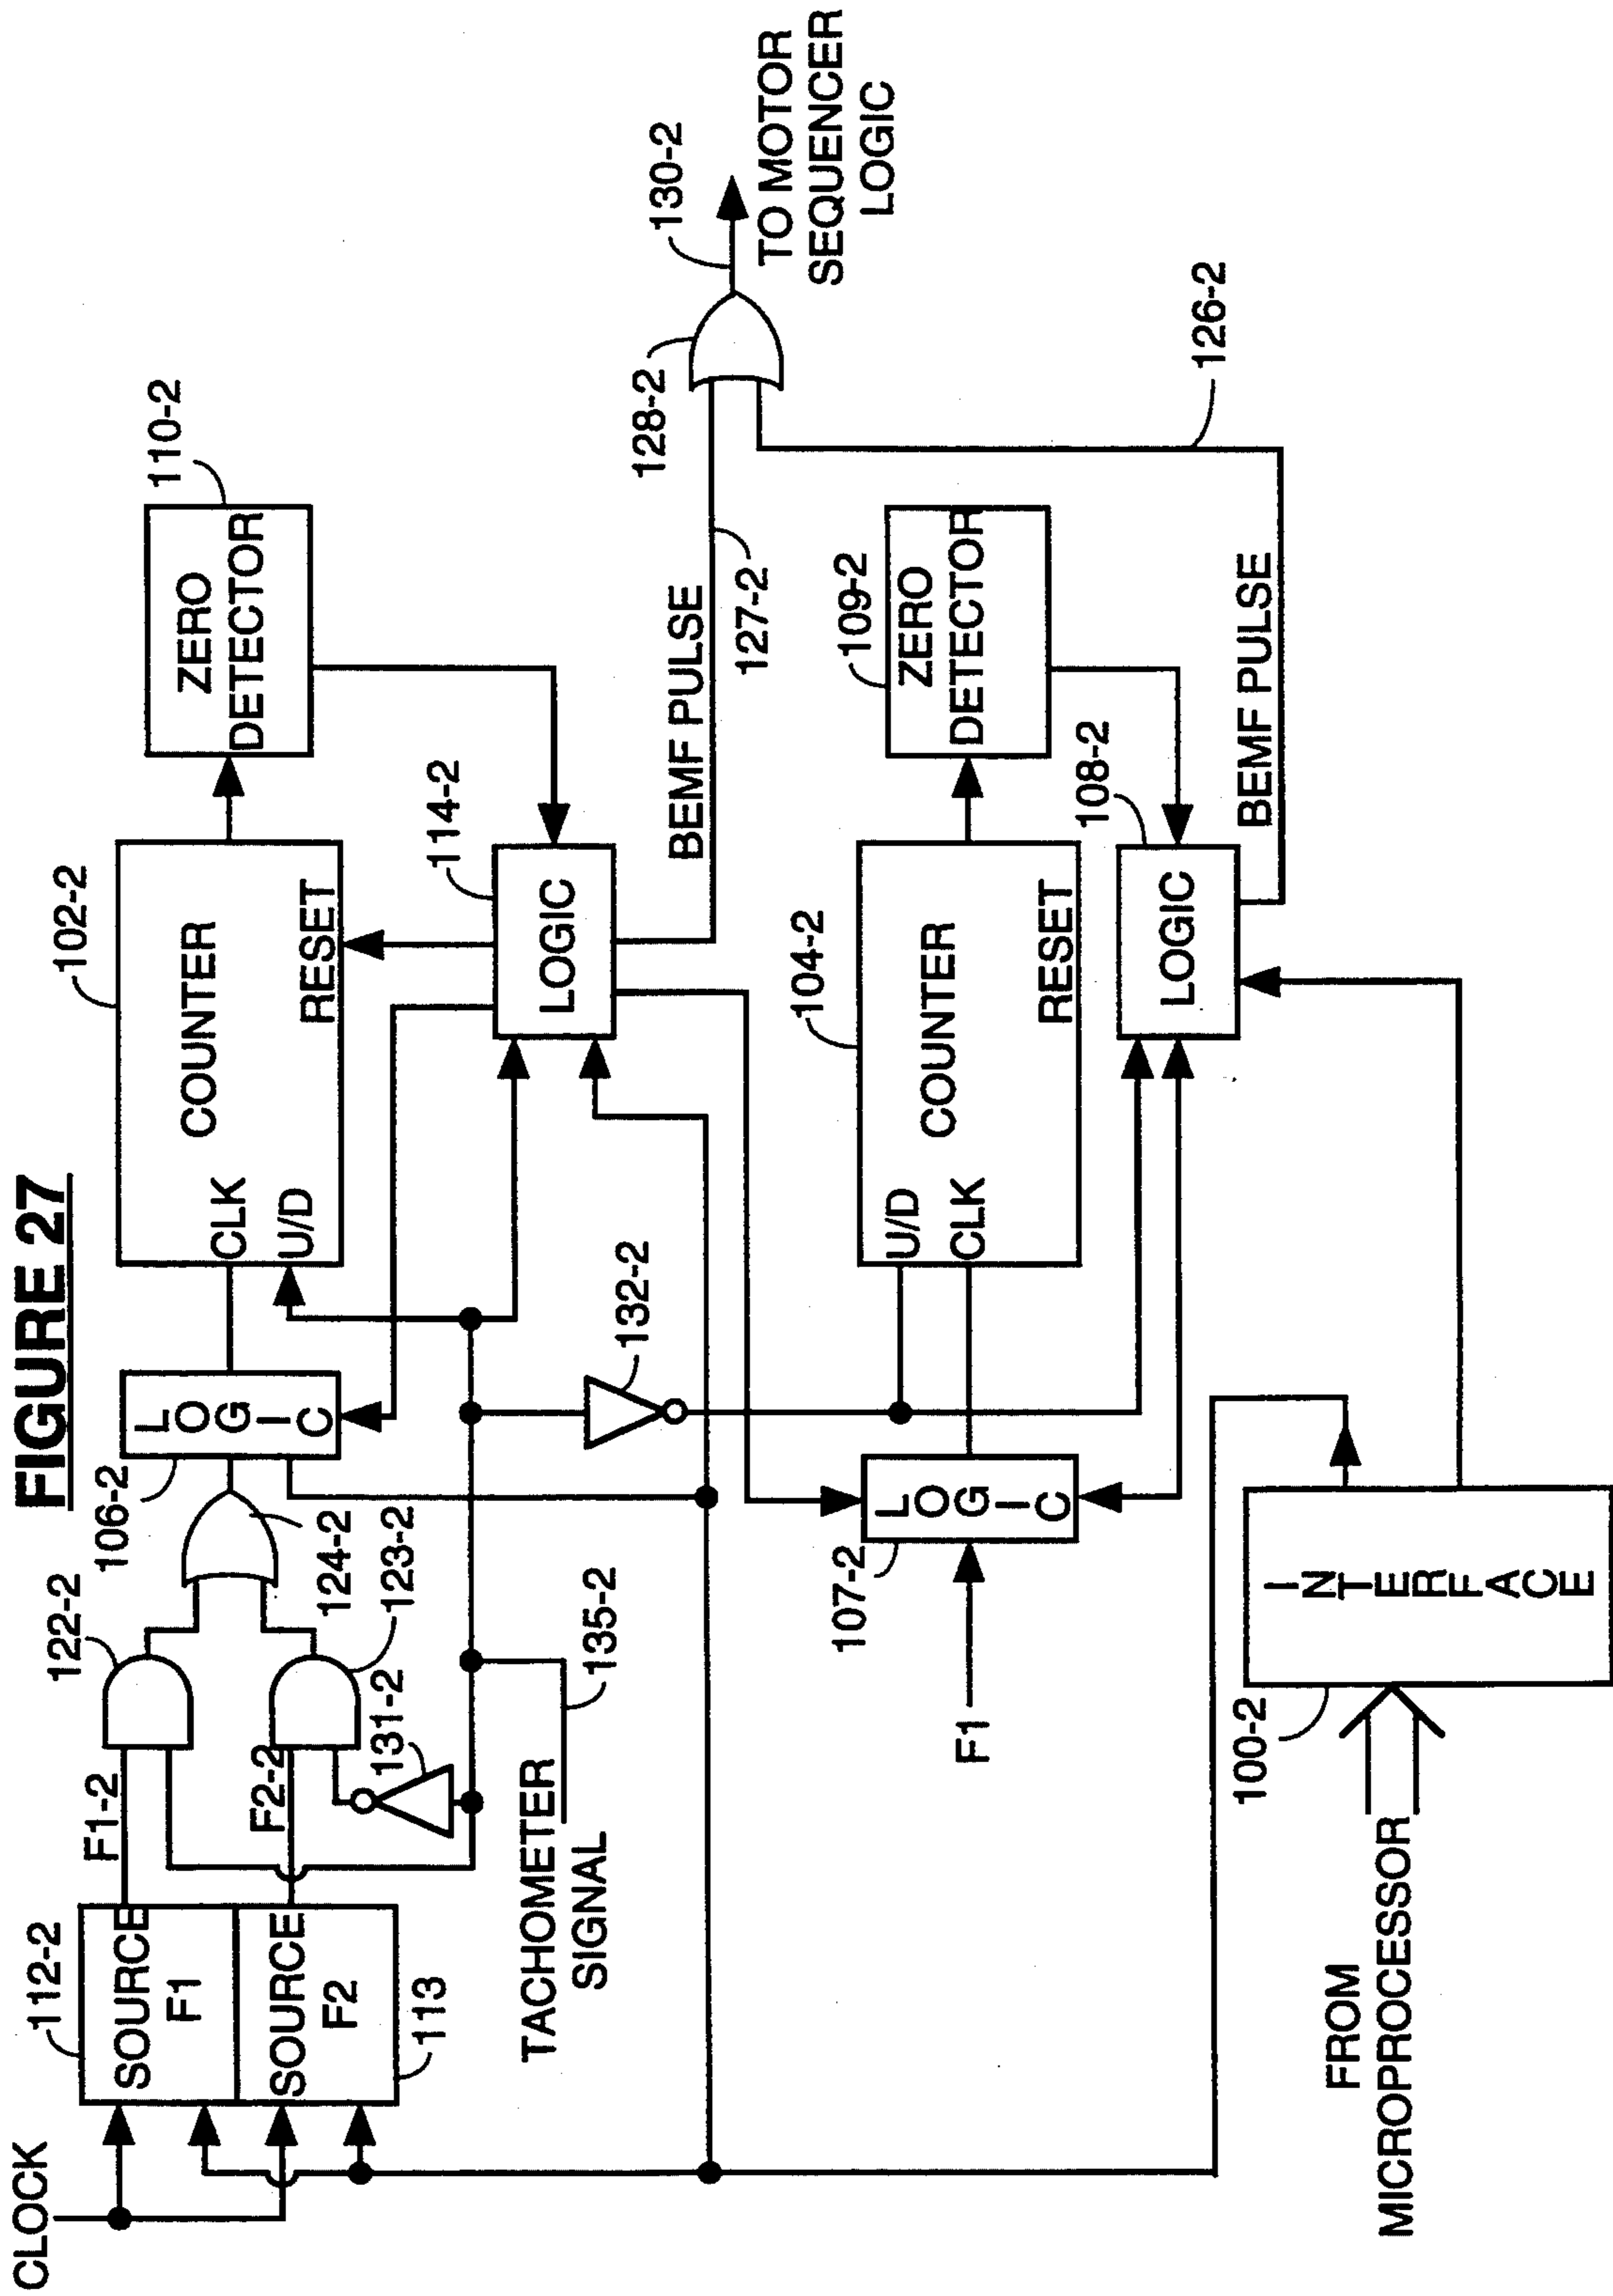 FIGURE 27
CLOCK
112-2
SOURCE
F1
SOURCE
F2
113
F1-2
F2-2
122-2
123-2
131-2
124-2
106-2
LOGIC
102-2
COUNTER
CLK
U/D
RESET
110-2
ZERO
DETECTOR
TACHOMETER
SIGNAL
135-2
132-2
114-2
LOGIC
BEMF PULSE
127-2
128-2
130-2
TO MOTOR
SEQUENCER
LOGIC
F1
107-2
LOGIC
104-2
U/D
CLK
COUNTER
RESET
109-2
ZERO
DETECTOR
108-2
LOGIC
BEMF PULSE
126-2
FROM
MICROPROCESSOR
100-2
INTERFACE